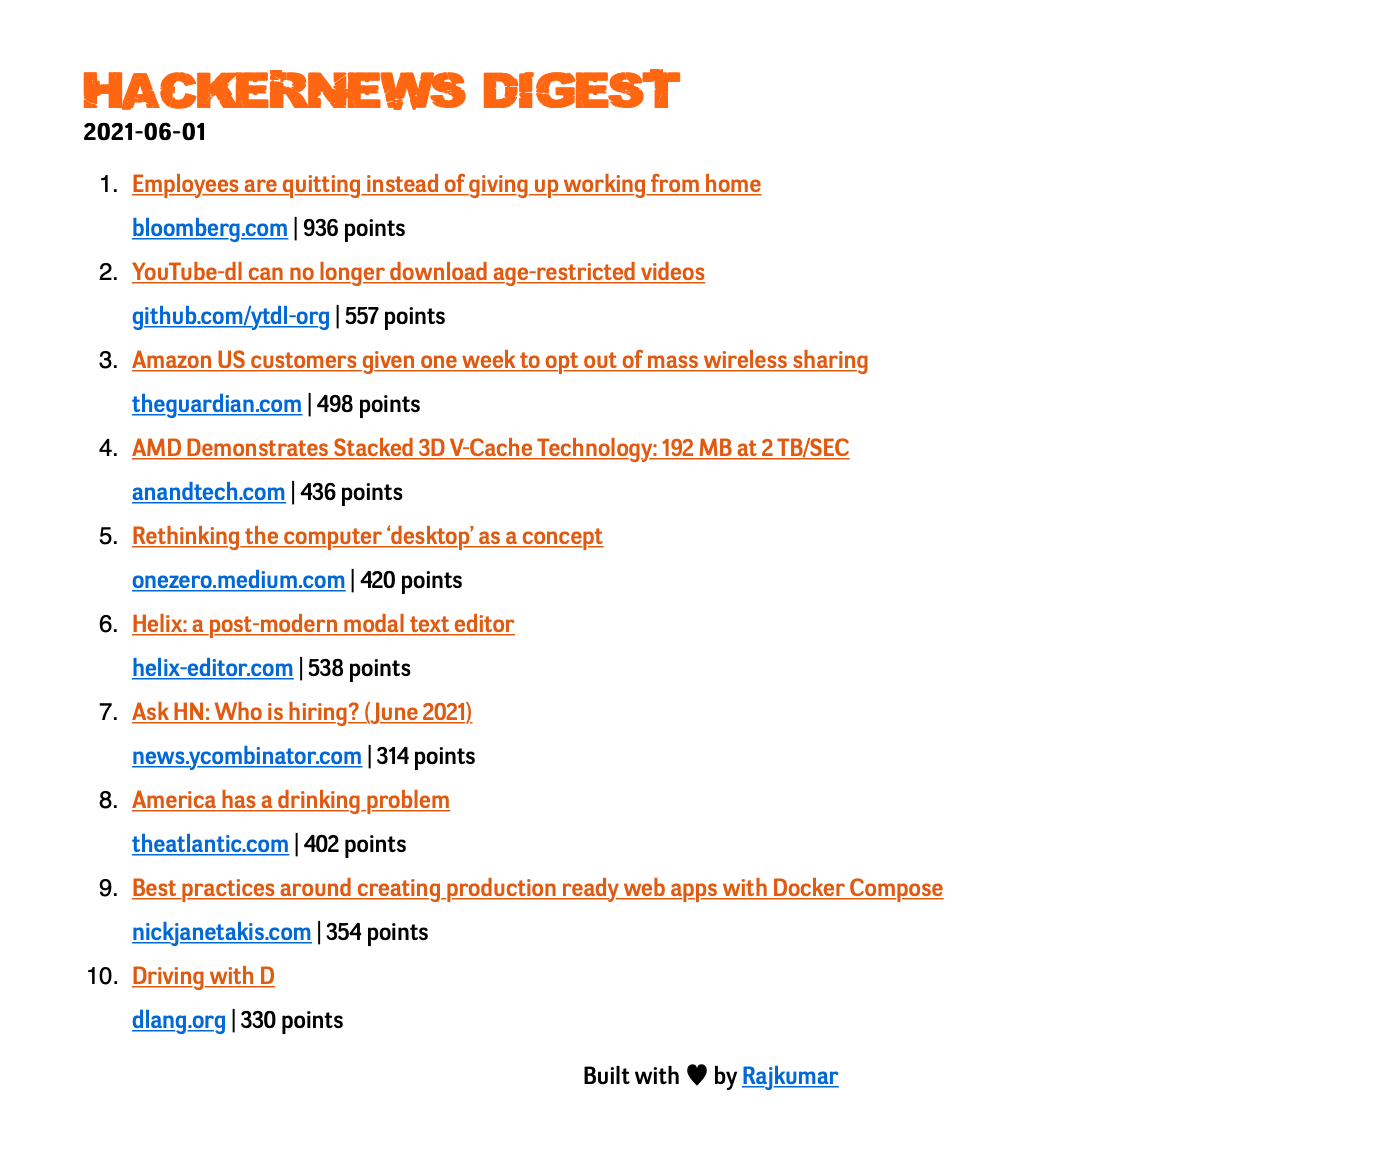 HACKERNEWS DIGEST
2021-06-01
1. Employees are quitting instead of giving up working from home
bloomberg.com | 936 points
2. YouTube-dl can no longer download age-restricted videos
github.com/ytdl-org | 557 points
3. Amazon US customers given one week to opt out of mass wireless sharing
theguardian.com | 498 points
4. AMD Demonstrates Stacked 3D V-Cache Technology: 192 MB at 2 TB/SEC
anandtech.com | 436 points
5. Rethinking the computer ‘desktop’ as a concept
onezero.medium.com | 420 points
6. Helix: a post-modern modal text editor
helix-editor.com | 538 points
7. Ask HN: Who is hiring? (June 2021)
news.ycombinator.com | 314 points
8. America has a drinking problem
theatlantic.com | 402 points
9. Best practices around creating production ready web apps with Docker Compose
nickjanetakis.com | 354 points
10. Driving with D
dlang.org | 330 points
Built with ♥ by Rajkumar